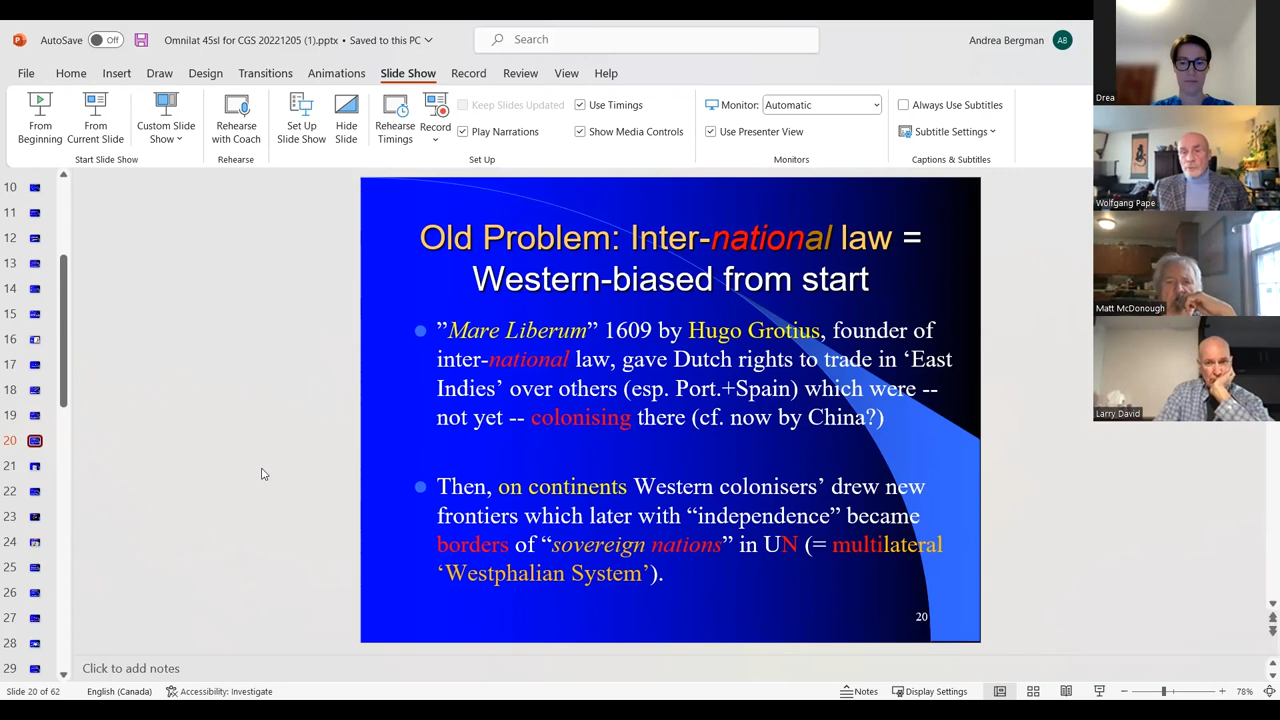 AutoSave Off Omnilat 45sl for CGS 20221205 (1).pptx • Saved to this PC Search Andrea Bergman AB
File Home Insert Draw Design Transitions Animations Slide Show Record Review View Help
From Beginning
From Current Slide
Custom Slide Show
Start Slide Show
Rehearse with Coach
Rehearse
Set Up Slide Show
Hide Slide
Rehearse Timings
Record
Keep Slides Updated
Play Narrations
Use Timings
Show Media Controls
Set Up
Monitor: Automatic
Use Presenter View
Monitors
Always Use Subtitles
Subtitle Settings
Captions & Subtitles
10
11
12
13
14
15
16
17
18
19
20
21
22
23
24
25
26
27
28
29
Old Problem: Inter-national law =
Western-biased from start
”Mare Liberum” 1609 by Hugo Grotius, founder of
inter-national law, gave Dutch rights to trade in ‘East
Indies’ over others (esp. Port.+Spain) which were --
not yet -- colonising there (cf. now by China?)
Then, on continents Western colonisers’ drew new
frontiers which later with “independence” became
borders of “sovereign nations” in UN (= multilateral
‘Westphalian System’).
20
Click to add notes
Slide 20 of 62 English (Canada) Accessibility: Investigate Notes Display Settings 78%
Drea
Wolfgang Pape
Matt McDonough
Larry David